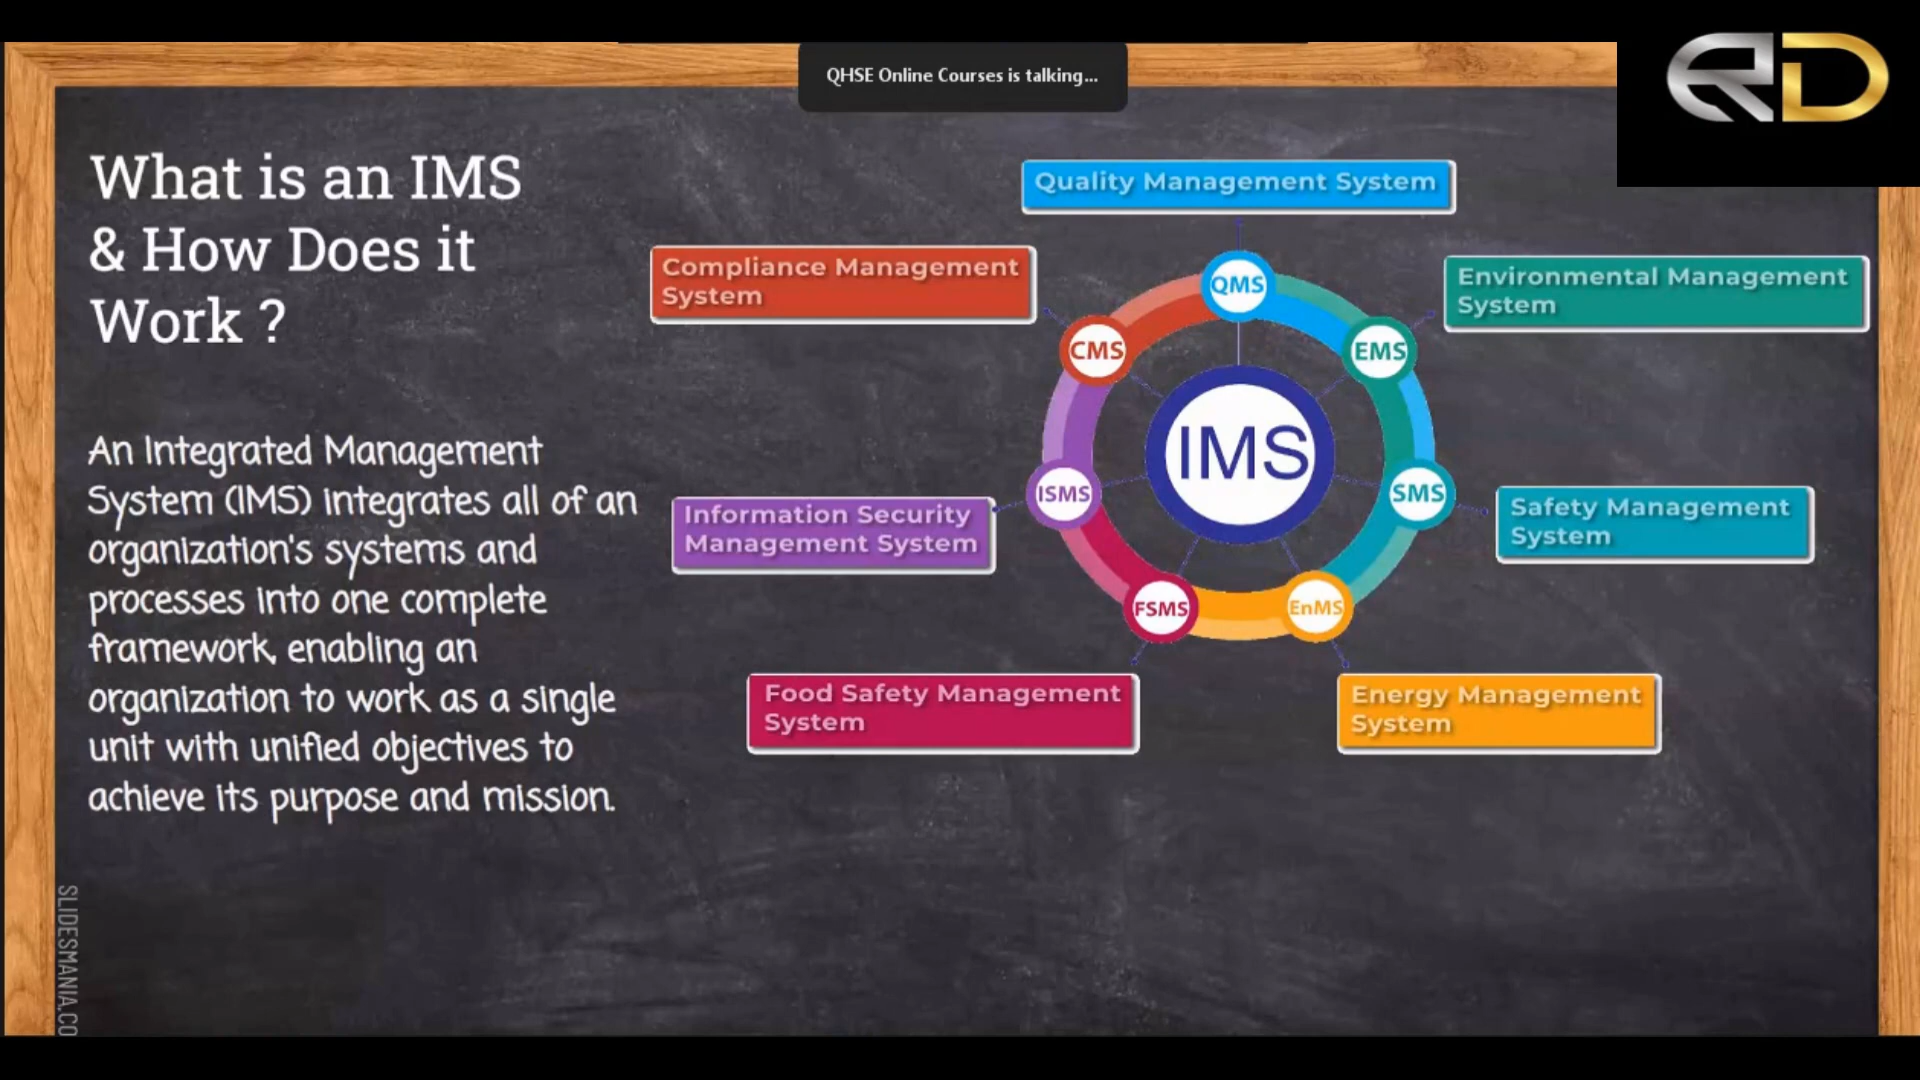 QHSE Online Courses is talking...
RD
What is an IMS
& How Does it
Work ?
An Integrated Management
System (IMS) integrates all of an
organization's systems and
processes into one complete
framework, enabling an
organization to work as a single
unit with unified objectives to
achieve its purpose and mission.
Quality Management System
Compliance Management
System
Environmental Management
System
QMS
CMS
EMS
IMS
ISMS
SMS
Information Security
Management System
Safety Management
System
FSMS
EnMS
Food Safety Management
System
Energy Management
System
SLIDESMANIA.CO